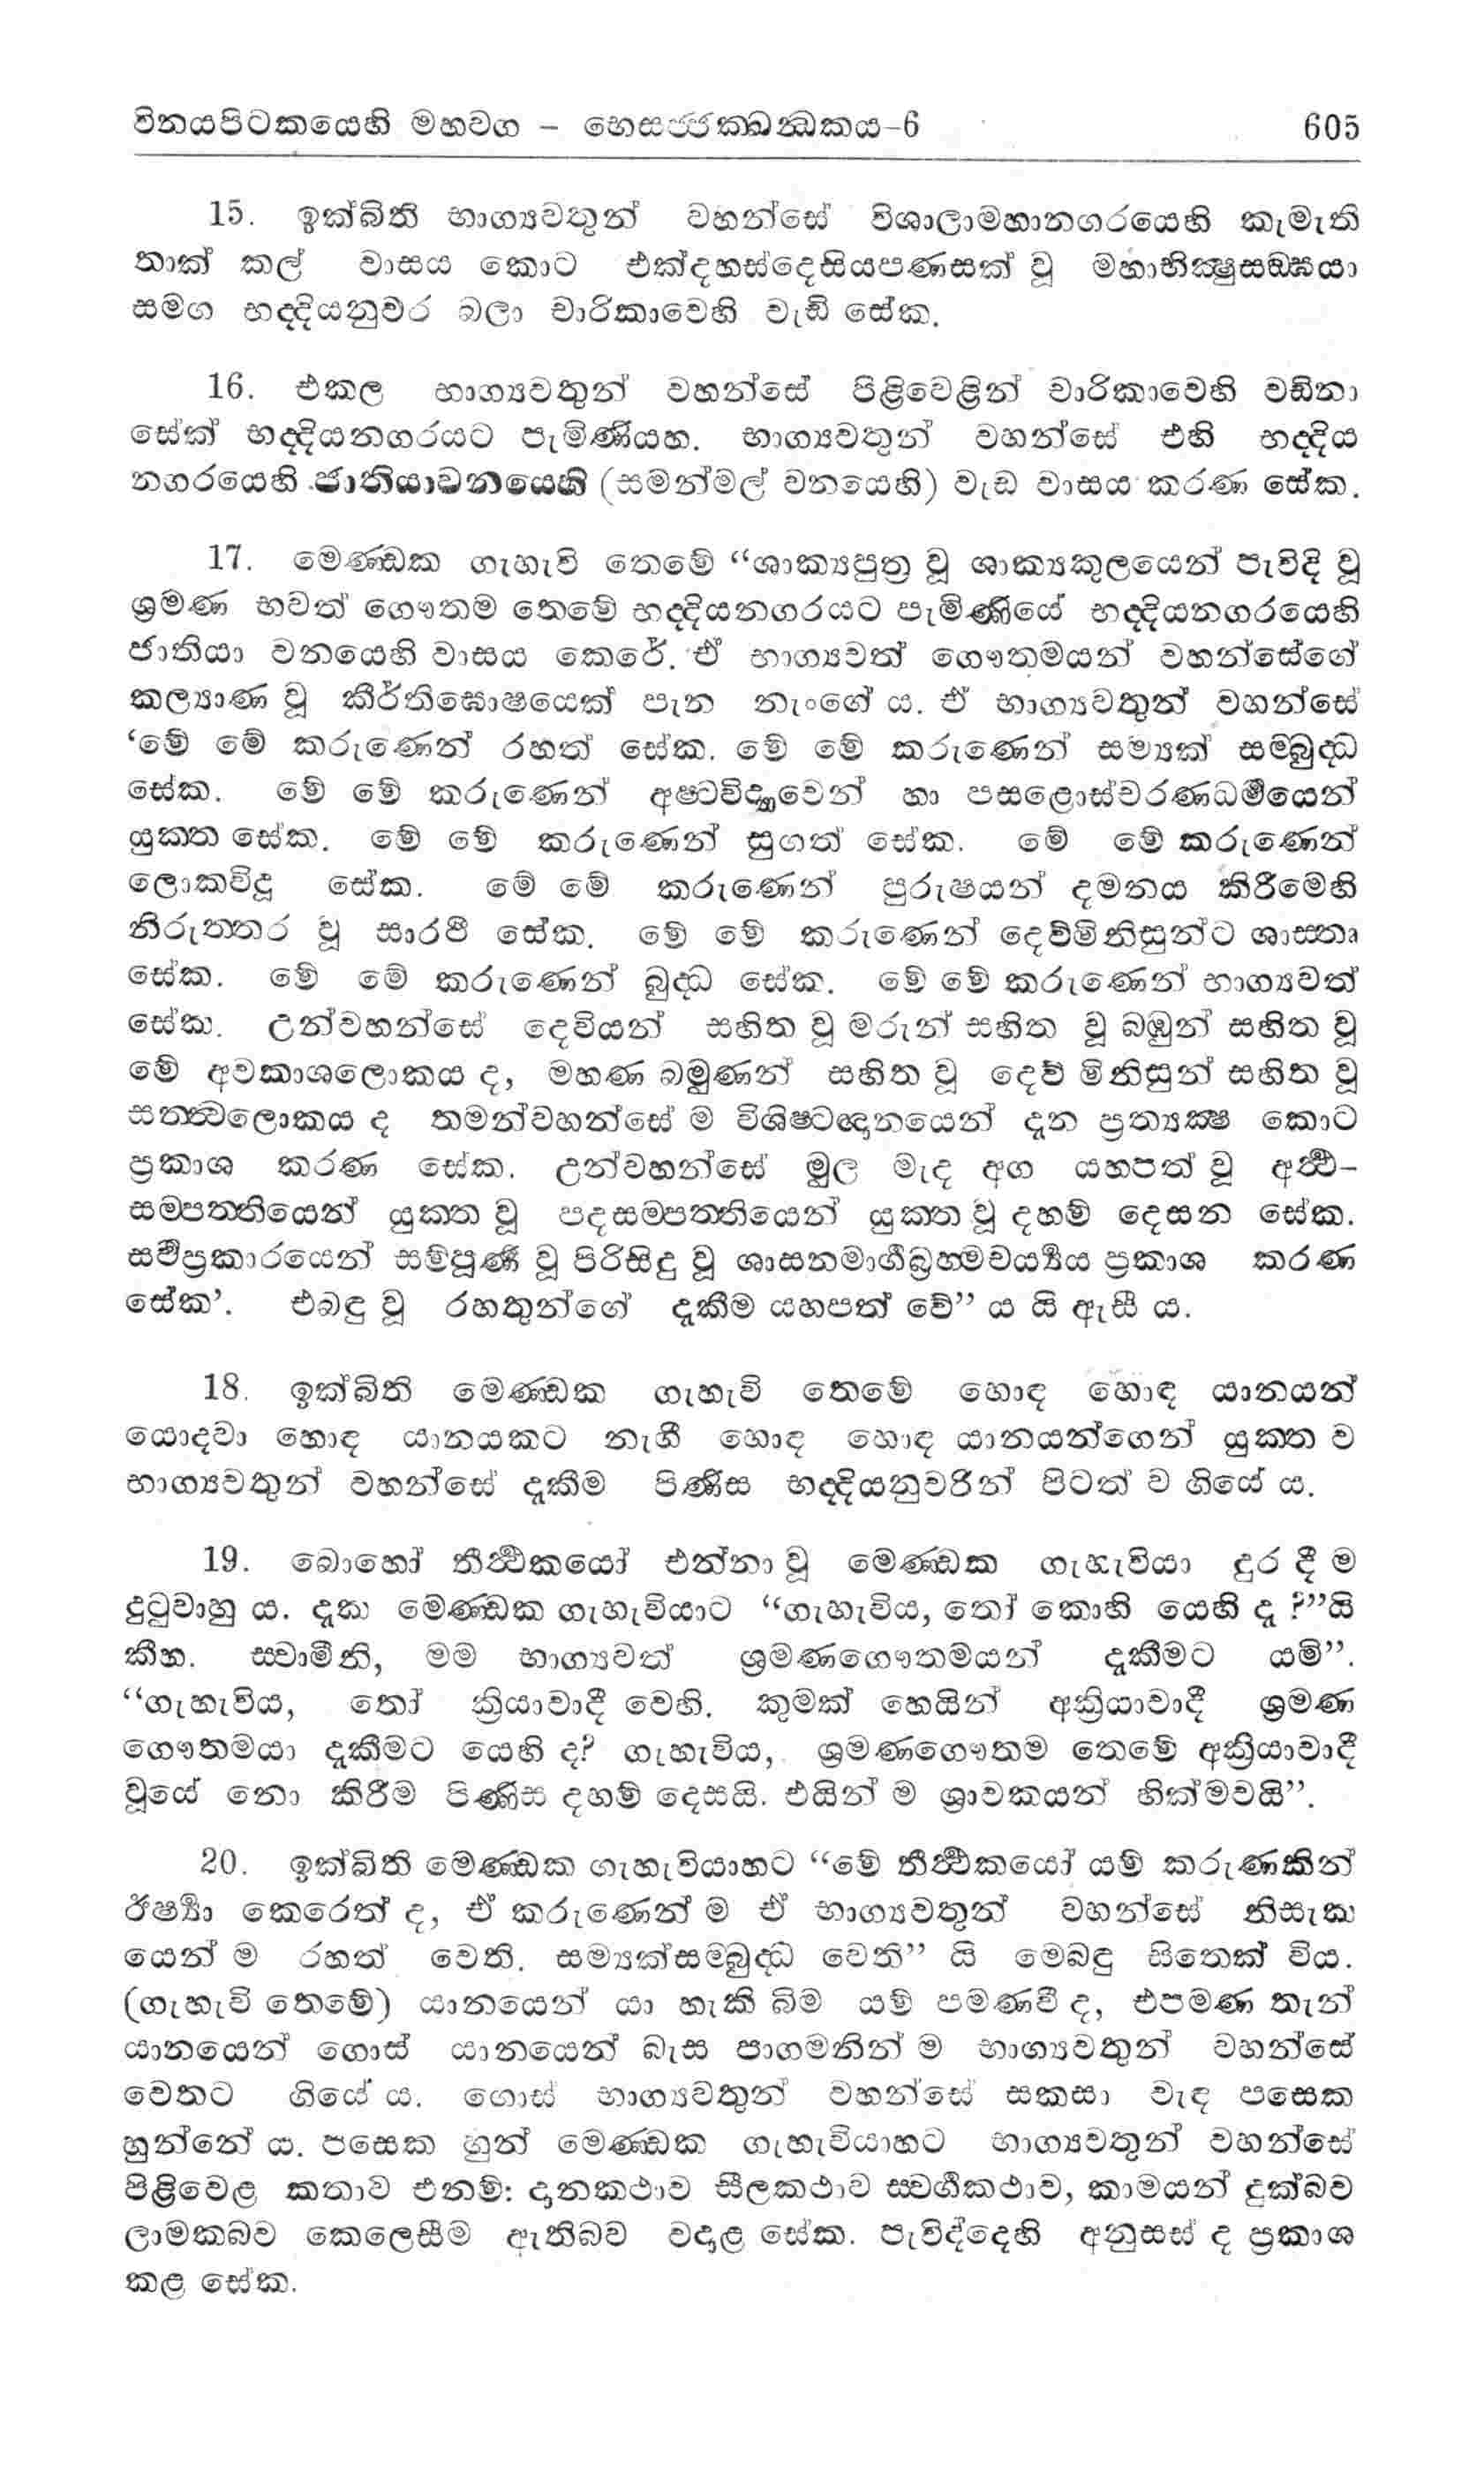 විනයපිටකයෙහි මහවග – භෙසජ්ජක්ඛන්ධකය-6 605
15. ඉක්බිති භාග්‍යවතුන් වහන්සේ විශාලාමහානගරයෙහි කැමැති
තාක් කල් වාසය කොට එක්දහස්දෙසියපණසක් වූ මහාභික්‍ෂුසඞ්ඝයා
සමග භද්දියනුවර බලා චාරිකාවෙහි වැඩි සේක.
16. එකල භාග්‍යවතුන් වහන්සේ පිළිවෙළින් චාරිකාවෙහි වඩිනා
සේක් භද්දියනගරයට පැමිණියහ. භාග්‍යවතුන් වහන්සේ එහි භද්දිය
නගරයෙහි ජාතියාවනයෙහි (සමන්මල් වනයෙහි) වැඩ වාසය කරණ සේක.
17. මෙණ්ඩක ගැහැවි තෙමේ “ශාක්‍යපුත්‍ර වූ ශාක්‍යකුලයෙන් පැවිදි වූ
ශ්‍රමණ භවත් ගෞතම තෙමේ භද්දියනගරයට පැමිණියේ භද්දියනගරයෙහි
ජාතියා වනයෙහි වාසය කෙරේ. ඒ භාග්‍යවත් ගෞතමයන් වහන්සේගේ
කල්‍යාණ වූ කීර්තිඝොෂයෙක් පැන නැංගේ ය. ඒ භාග්‍යවතුන් වහන්සේ
‘මේ මේ කරුණෙන් රහත් සේක. මේ මේ කරුණෙන් සම්‍යක් සම්බුද්ධ
සේක. මේ මේ කරුණෙන් අෂ්ටවිද්‍යාවෙන් හා පසළොස්චරණධර්‍මයෙන්
යුක්ත සේක. මේ මේ කරුණෙන් සුගත් සේක. මේ මේ කරුණෙන්
ලොකවිදූ සේක. මේ මේ කරුණෙන් පුරුෂයන් දමනය කිරීමෙහි
නිරුත්තර වූ සාරථී සේක. මේ මේ කරුණෙන් දෙව්මිනිසුන්ට ශාස්තෘ
සේක. මේ මේ කරුණෙන් බුද්ධ සේක. මේ මේ කරුණෙන් භාග්‍යවත්
සේක. උන්වහන්සේ දෙවියන් සහිත වූ මරුන් සහිත වූ බඹුන් සහිත වූ
මේ අවකාශලොකය ද, මහණ බමුණන් සහිත වූ දෙව් මිනිසුන් සහිත වූ
සත්ත්‍වලොකය ද තමන්වහන්සේ ම විශිෂ්ටඥානයෙන් දැන ප්‍රත්‍යක්‍ෂ කොට
ප්‍රකාශ කරණ සේක. උන්වහන්සේ මුල මැද අග යහපත් වූ අර්‍ථ-
සම්පත්තියෙන් යුක්ත වූ පදසම්පත්තියෙන් යුක්ත වූ දහම් දෙසන සේක.
සර්‍වප්‍රකාරයෙන් සම්පූර්‍ණ වූ පිරිසිදු වූ ශාසනමාර්‍ගබ්‍රහ්මචර්‍ය්‍යය ප්‍රකාශ කරණ
සේක’. එබඳු වූ රහතුන්ගේ දැකීම යහපත් වේ” ය යි ඇසී ය.
18. ඉක්බිති මෙණ්ඩක ගැහැවි තෙමේ හොඳ හොඳ යානයන්
යොදවා හොඳ යානයකට නැඟී හොඳ හොඳ යානයන්ගෙන් යුක්ත ව
භාග්‍යවතුන් වහන්සේ දැකීම පිණිස භද්දියනුවරින් පිටත් ව ගියේ ය.
19. බොහෝ තීර්‍ථකයෝ එන්නා වූ මෙණ්ඩක ගැහැවියා දුර දී ම
දුටුවාහු ය. දැක මෙණ්ඩක ගැහැවියාට “ගැහැවිය, තෝ කොහි යෙහි දැ ?”යි
කීහ. ස්වාමීනි, මම භාග්‍යවත් ශ්‍රමණගෞතමයන් දැකීමට යමි”.
“ගැහැවිය, තෝ ක්‍රියාවාදී වෙහි. කුමක් හෙයින් අක්‍රියාවාදී ශ්‍රමණ
ගෞතමයා දැකීමට යෙහි ද? ගැහැවිය, ශ්‍රමණගෞතම තෙමේ අක්‍රියාවාදී
වූයේ නො කිරීම පිණිස දහම් දෙසයි. එයින් ම ශ්‍රාවකයන් හික්මවයි”.
20. ඉක්බිති මෙණ්ඩක ගැහැවියාහට “මේ තීර්‍ථකයෝ යම් කරුණකින්
ඊර්‍ෂ්‍යා කෙරෙත් ද, ඒ කරුණෙන් ම ඒ භාග්‍යවතුන් වහන්සේ නිසැක
යෙන් ම රහත් වෙති. සම්‍යක්සම්බුද්ධ වෙති” යි මෙබඳු සිතෙක් විය.
(ගැහැවි තෙමේ) යානයෙන් යා හැකි බිම යම් පමණවී ද, එපමණ තැන්
යානයෙන් ගොස් යානයෙන් බැස පාගමනින් ම භාග්‍යවතුන් වහන්සේ
වෙතට ගියේ ය. ගොස් භාග්‍යවතුන් වහන්සේ සකසා වැඳ පසෙක
හුන්නේ ය. පසෙක හුන් මෙණ්ඩක ගැහැවියාහට භාග්‍යවතුන් වහන්සේ
පිළිවෙළ කතාව එනම්: දානකථාව සීලකථාව ස්වර්‍ගකථාව, කාමයන් දුක්බව
ලාමකබව කෙලෙසීම ඇතිබව වදාළ සේක. පැවිද්දෙහි අනුසස් ද ප්‍රකාශ
කළ සේක.